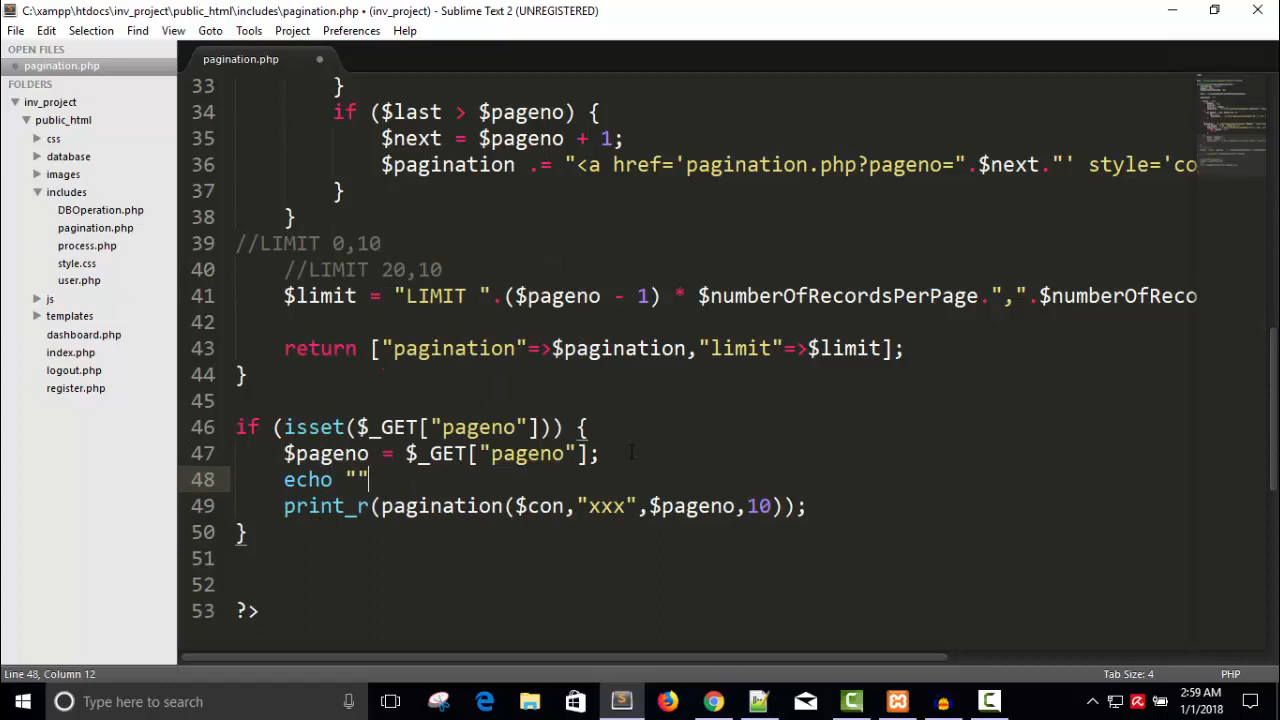 C:\xampp\htdocs\inv_project\public_html\includes\pagination.php • (inv_project) - Sublime Text 2 (UNREGISTERED)
File Edit Selection Find View Goto Tools Project Preferences Help
OPEN FILES
pagination.php
FOLDERS
inv_project
public_html
css
database
images
includes
DBOperation.php
pagination.php
process.php
style.css
user.php
js
templates
dashboard.php
index.php
logout.php
register.php
pagination.php
33 }
34 if ($last > $pageno) {
35 $next = $pageno + 1;
36 $pagination .= "<a href='pagination.php?pageno=".$next."' style='co
37 }
38 }
39 //LIMIT 0,10
40 //LIMIT 20,10
41 $limit = "LIMIT ".($pageno - 1) * $numberOfRecordsPerPage.",".$numberOfReco
42
43 return ["pagination"=>$pagination,"limit"=>$limit];
44 }
45
46 if (isset($_GET["pageno"])) {
47 $pageno = $_GET["pageno"];
48 echo ""
49 print_r(pagination($con,"xxx",$pageno,10));
50 }
51
52
53 ?>
Line 48, Column 12 Tab Size: 4 PHP
Type here to search
2:59 AM
1/1/2018